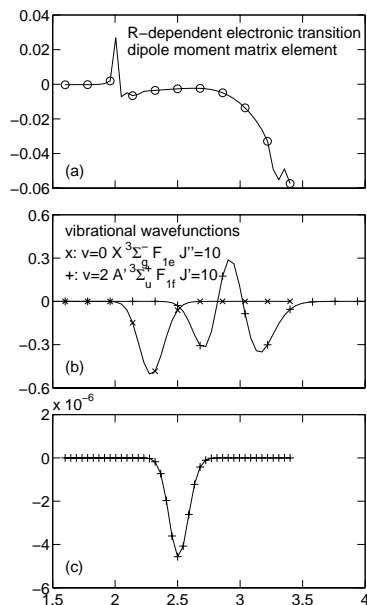 0.04
R−dependent electronic transition
dipole moment matrix element
0.02
0
−0.02
−0.04
(a)
−0.06
0.6
vibrational wavefunctions
x: v=0 X ³Σ⁻g F1e J''=10
+: v=2 A' ³Σ⁺u F1f J'=10
0.3
0
−0.3
(b)
−0.6
x 10⁻⁶
2
0
−2
−4
(c)
−6
1.5 2 2.5 3 3.5 4